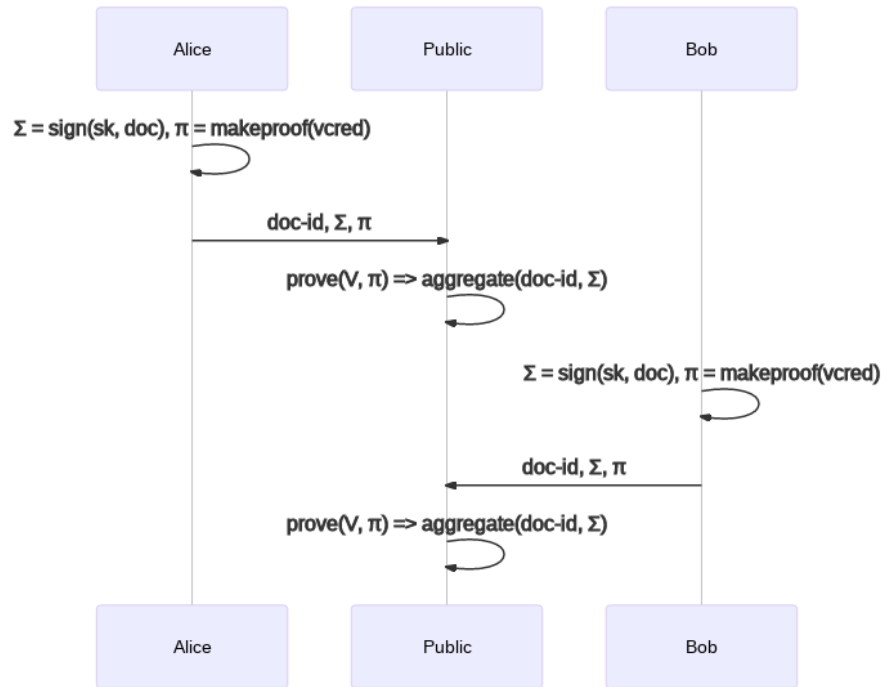 Alice
Public
Bob
Σ = sign(sk, doc), π = makeproof(vcred)
doc-id, Σ, π
prove(V, π) => aggregate(doc-id, Σ)
Σ = sign(sk, doc), π = makeproof(vcred)
doc-id, Σ, π
prove(V, π) => aggregate(doc-id, Σ)
Alice
Public
Bob